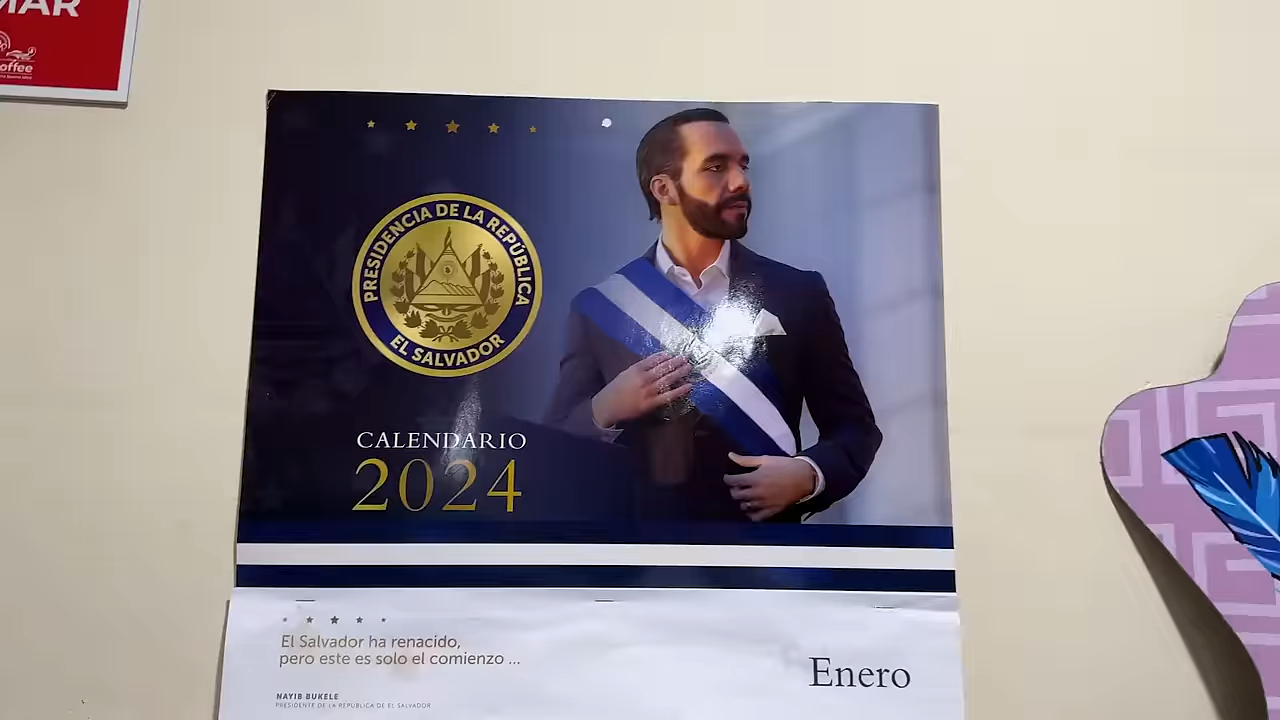 MAR
offee
PRESIDENCIA DE LA REPÚBLICA
EL SALVADOR
CALENDARIO
2024
El Salvador ha renacido,
pero este es solo el comienzo ...
Enero
NAYIB BUKELE
PRESIDENTE DE LA REPÚBLICA DE EL SALVADOR